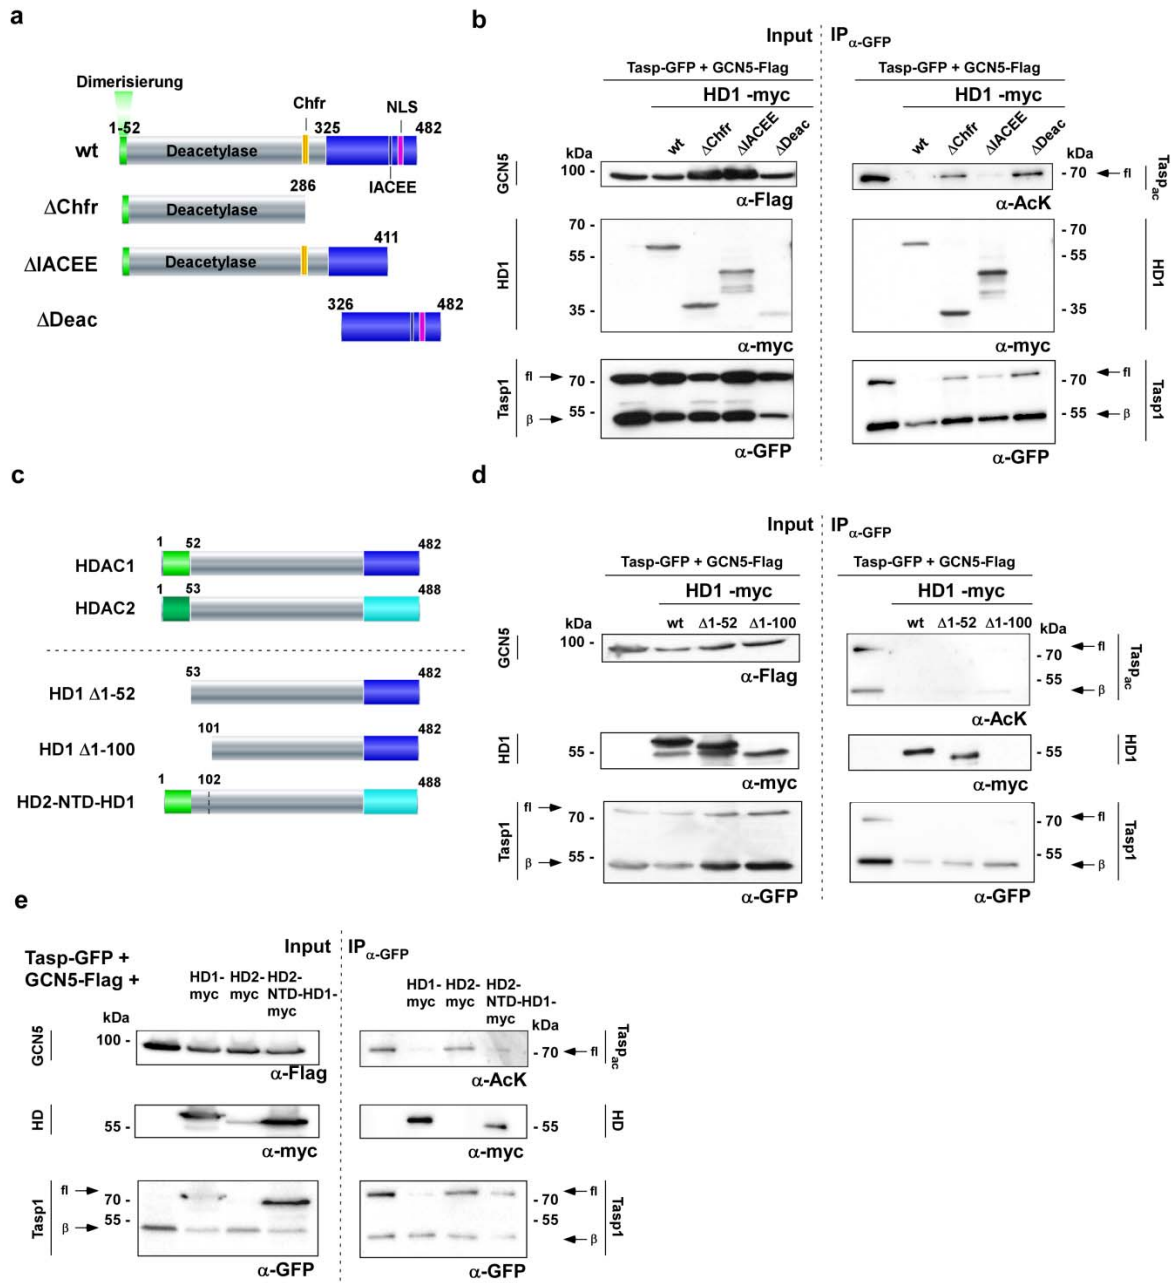 a
Dimerisierung
1-52
Chfr
325
NLS
482
wt
Deacetylase
IACEE
286
ΔChfr
Deacetylase
411
ΔIACEE
Deacetylase
326
482
ΔDeac
b
Input
IPα-GFP
Tasp-GFP + GCN5-Flag
Tasp-GFP + GCN5-Flag
HD1 -myc
HD1 -myc
wt
ΔChfr
ΔIACEE
ΔDeac
wt
ΔChfr
ΔIACEE
ΔDeac
kDa
kDa
GCN5
100 -
- 70
fl
Taspac
α-Flag
α-AcK
HD1
70 -
55 -
35 -
- 70
- 55
- 35
HD1
α-myc
α-myc
Tasp1
fl
70 -
- 70
fl
Tasp1
β
55 -
- 55
β
α-GFP
α-GFP
c
1
52
482
HDAC1
1
53
488
HDAC2
53
482
HD1 Δ1-52
101
482
HD1 Δ1-100
1
102
488
HD2-NTD-HD1
d
Input
IPα-GFP
Tasp-GFP + GCN5-Flag
Tasp-GFP + GCN5-Flag
HD1 -myc
HD1 -myc
kDa
wt
Δ1-52
Δ1-100
wt
Δ1-52
Δ1-100
kDa
GCN5
100 -
α-Flag
fl
- 70
- 55
β
Taspac
α-AcK
HD1
55 -
- 55
HD1
α-myc
α-myc
Tasp1
fl
70 -
55 -
β
- 70
fl
- 55
β
Tasp1
α-GFP
α-GFP
e
Tasp-GFP +
GCN5-Flag +
Input
IPα-GFP
HD1-
myc
HD2-
myc
HD2-
NTD-HD1-
myc
HD1-
myc
HD2-
myc
HD2-
NTD-HD1-
myc
kDa
kDa
GCN5
100 -
- 70
fl
Taspac
α-Flag
α-AcK
HD
55 -
- 55
HD
α-myc
α-myc
Tasp1
fl
70 -
55 -
β
- 70
fl
- 55
β
Tasp1
α-GFP
α-GFP